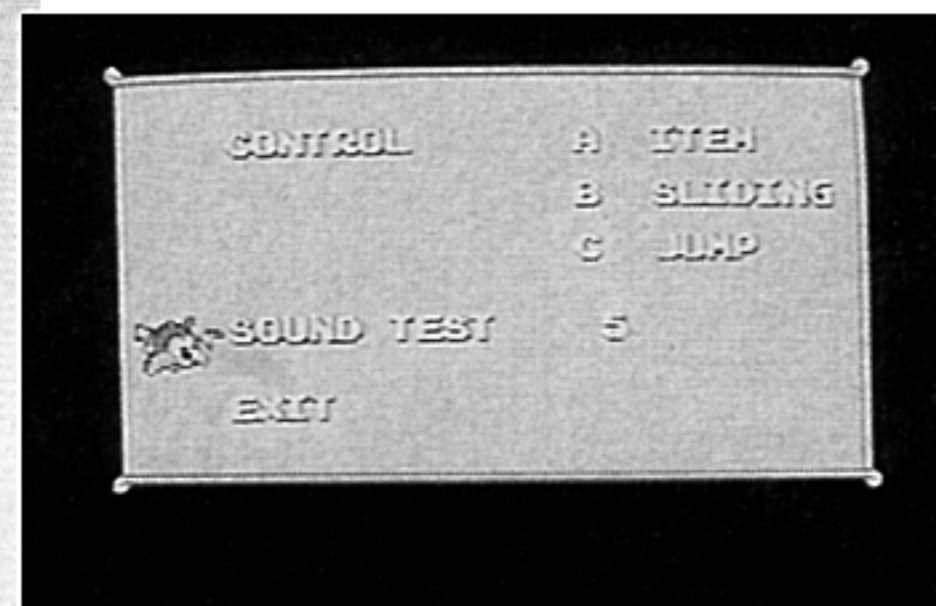 CONTROL A ITEM
B SLIDING
C JUMP
SOUND TEST 5
EXIT